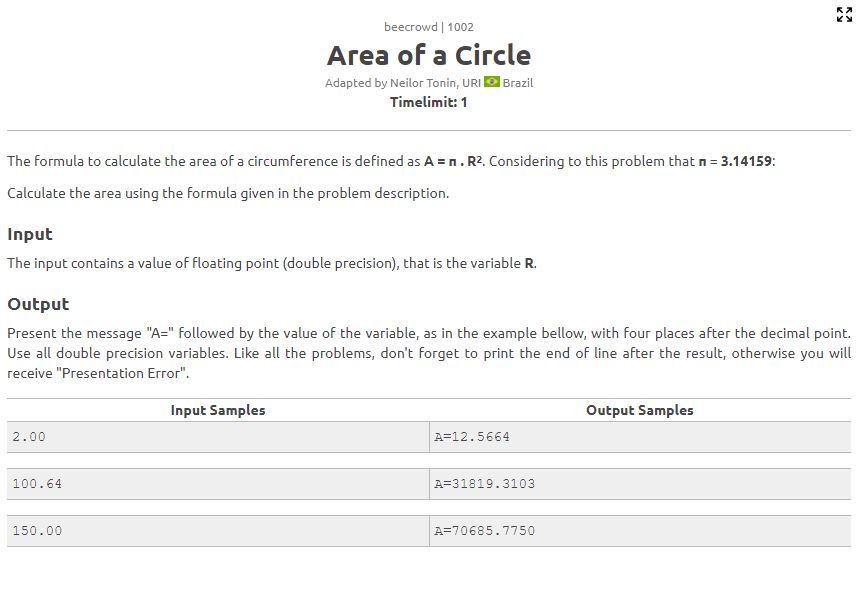 beecrowd | 1002
Area of a Circle
Adapted by Neilor Tonin, URI Brazil
Timelimit: 1
The formula to calculate the area of a circumference is defined as A = π . R². Considering to this problem that π = 3.14159:
Calculate the area using the formula given in the problem description.
Input
The input contains a value of floating point (double precision), that is the variable R.
Output
Present the message "A=" followed by the value of the variable, as in the example bellow, with four places after the decimal point.
Use all double precision variables. Like all the problems, don't forget to print the end of line after the result, otherwise you will
receive "Presentation Error".
Input Samples Output Samples
2.00 A=12.5664
100.64 A=31819.3103
150.00 A=70685.7750